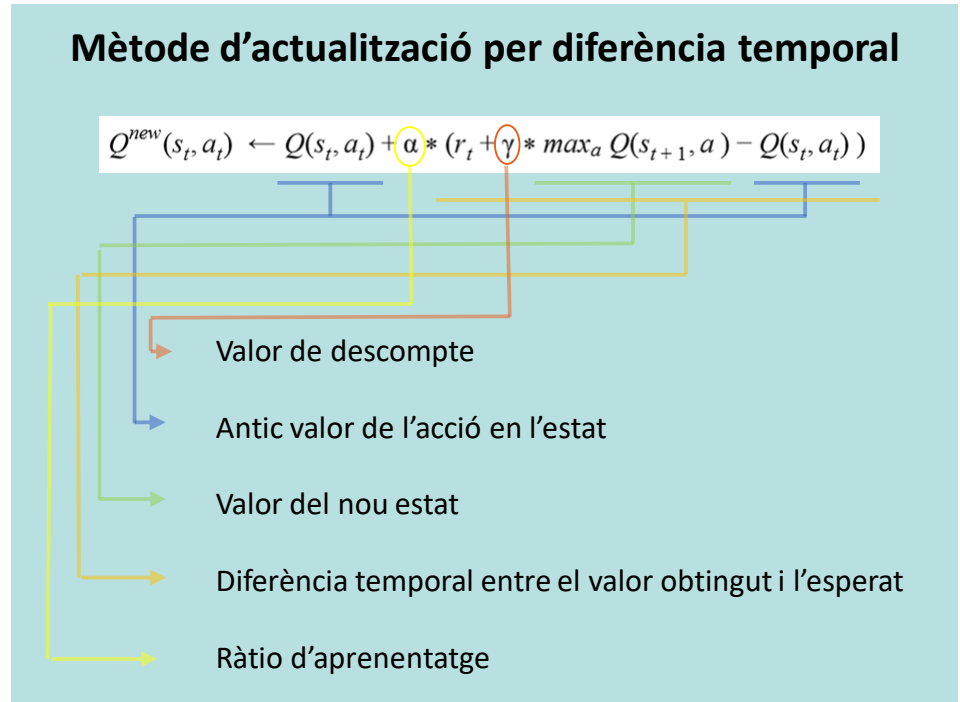 Mètode d’actualització per diferència temporal
Q^{new}(s_t, a_t) ← Q(s_t, a_t) + α * (r_t + γ * max_a Q(s_{t+1}, a) − Q(s_t, a_t))
Valor de descompte
Antic valor de l’acció en l’estat
Valor del nou estat
Diferència temporal entre el valor obtingut i l’esperat
Ràtio d’aprenentatge